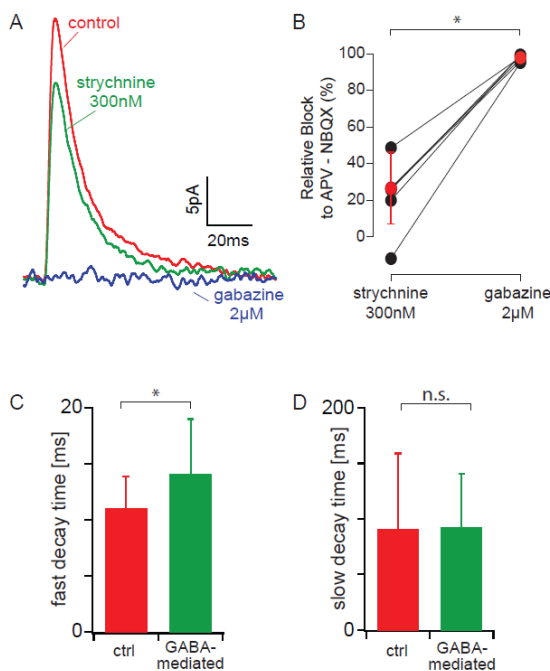 A
control
strychnine
300nM
5pA
20ms
gabazine
2μM
B
*
Relative Block
to APV - NBQX (%)
100
80
60
40
20
0
strychnine
300nM
gabazine
2μM
C
*
fast decay time [ms]
20
0
ctrl
GABA-
mediated
D
n.s.
slow decay time [ms]
200
0
ctrl
GABA-
mediated